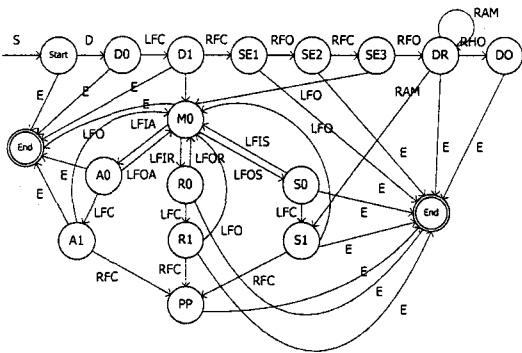 RAM
S D LFC RFC RFO RFC RFO RHO
Start D0 D1 SE1 SE2 SE3 DR DO
E E E E LFO RAM
LFO M0 LFO
End LFIA LFIS E E E
E A0 LFOA LFIR LFOR LFOS
R0 S0 End
E LFC LFC LFC E
A1 R1 LFO S1 E
RFC RFC RFC E
PP E
E